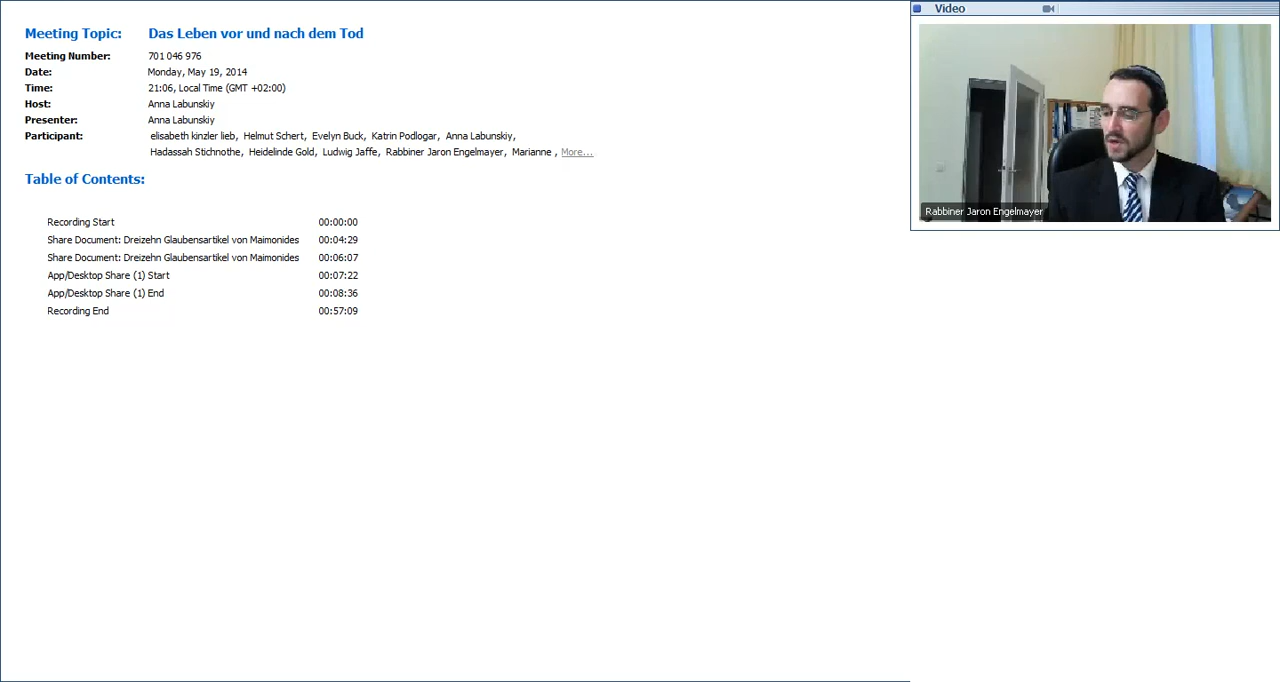 Meeting Topic: Das Leben vor und nach dem Tod
Meeting Number: 701 046 976
Date: Monday, May 19, 2014
Time: 21:06, Local Time (GMT +02:00)
Host: Anna Labunskiy
Presenter: Anna Labunskiy
Participant: elisabeth kinzler lieb, Helmut Schert, Evelyn Buck, Katrin Podlogar, Anna Labunskiy,
Hadassah Stichnothe, Heidelinde Gold, Ludwig Jaffe, Rabbiner Jaron Engelmayer, Marianne , More...
Table of Contents:
Recording Start 00:00:00
Share Document: Dreizehn Glaubensartikel von Maimonides 00:04:29
Share Document: Dreizehn Glaubensartikel von Maimonides 00:06:07
App/Desktop Share (1) Start 00:07:22
App/Desktop Share (1) End 00:08:36
Recording End 00:57:09
Video
Rabbiner Jaron Engelmayer